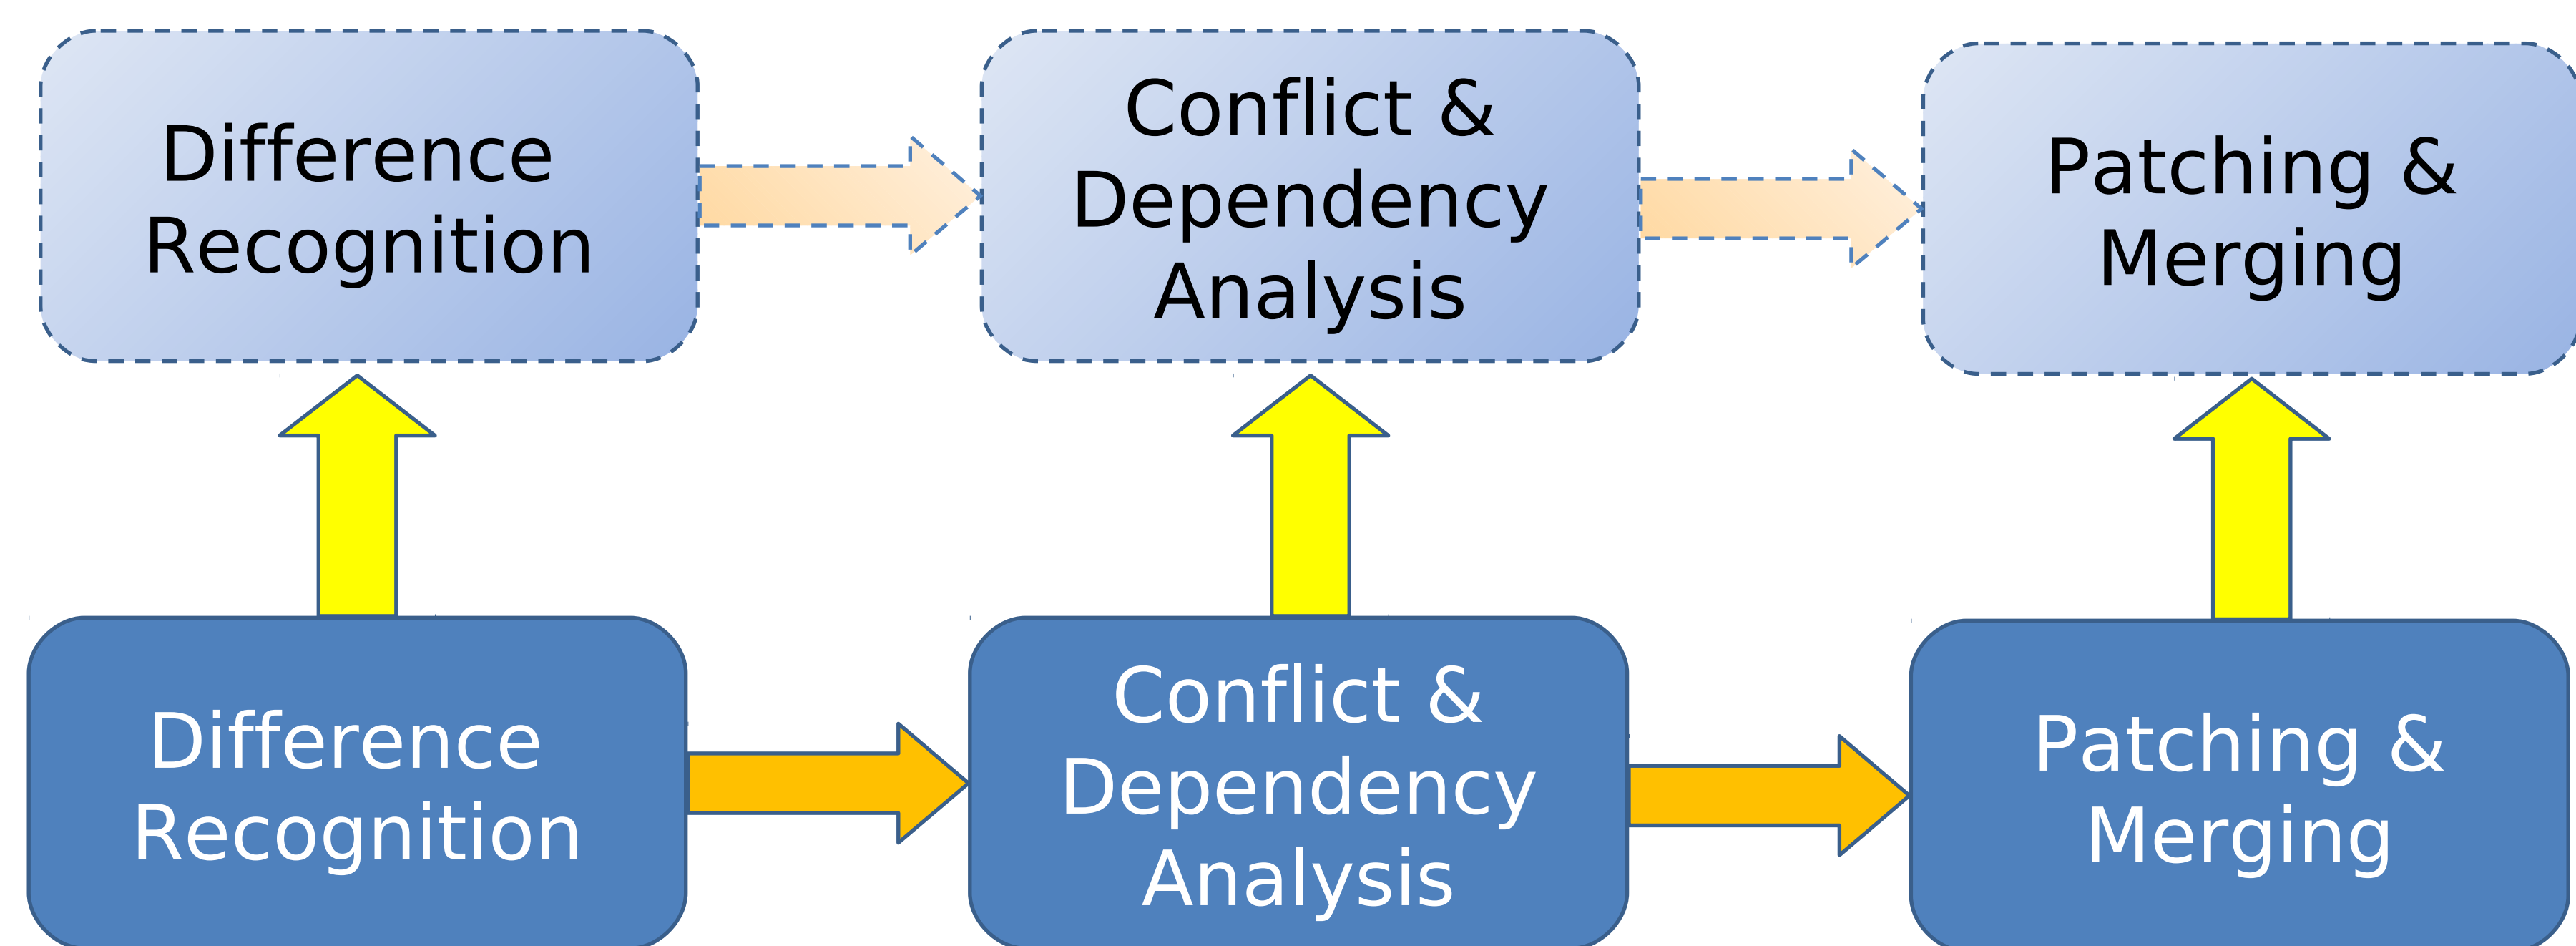 Difference
Recognition
Conflict &
Dependency
Analysis
Patching &
Merging
Difference
Recognition
Conflict &
Dependency
Analysis
Patching &
Merging